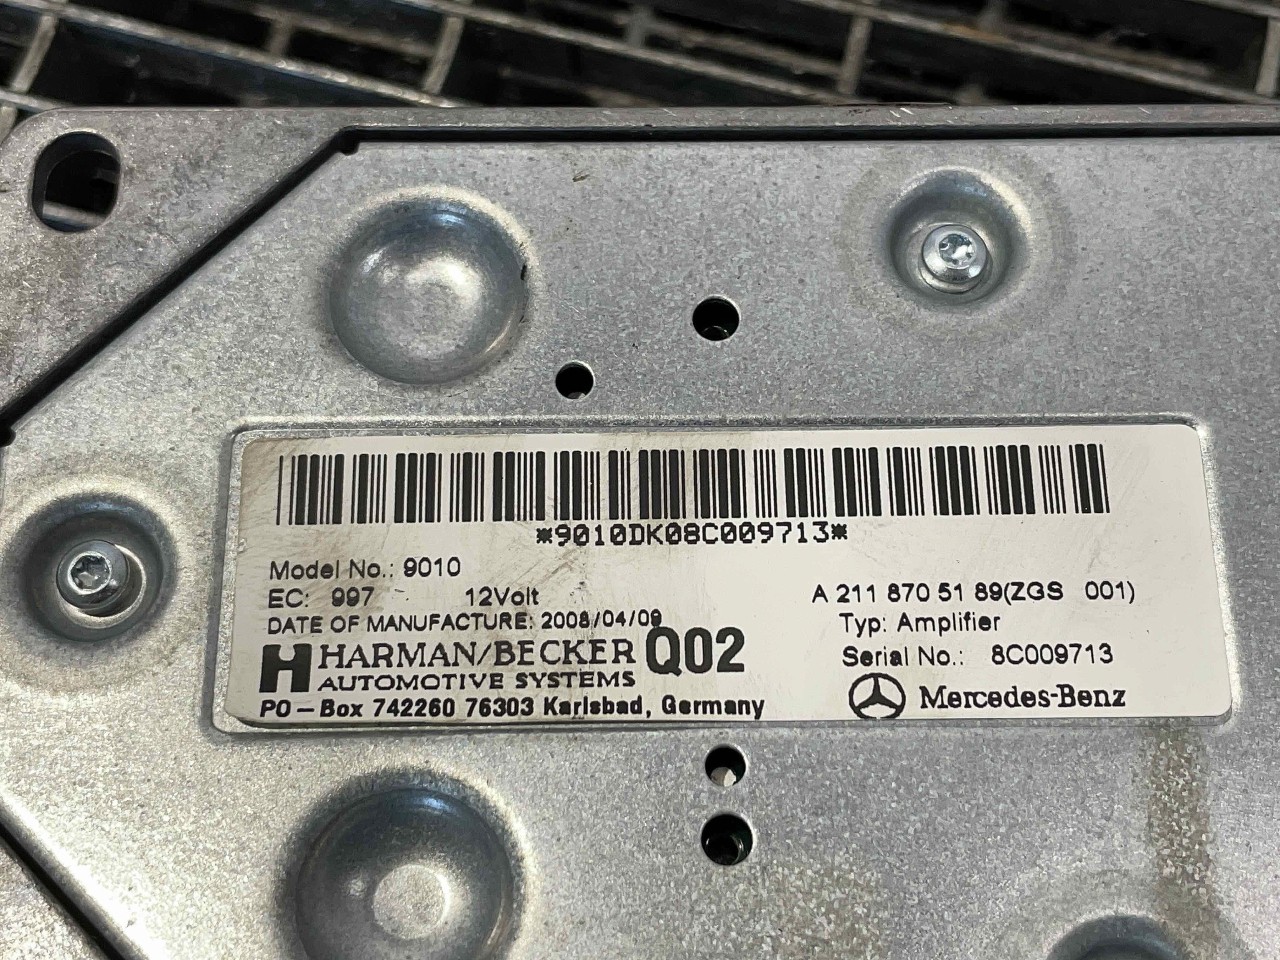 *9010DK08C009713*
Model No.: 9010
EC: 997 12Volt
A 211 870 51 89(ZGS 001)
DATE OF MANUFACTURE: 2008/04/09
Typ: Amplifier
HARMAN/BECKER Q02
AUTOMOTIVE SYSTEMS
Serial No.: 8C009713
PO-Box 742260 76303 Karlsbad, Germany
Mercedes-Benz